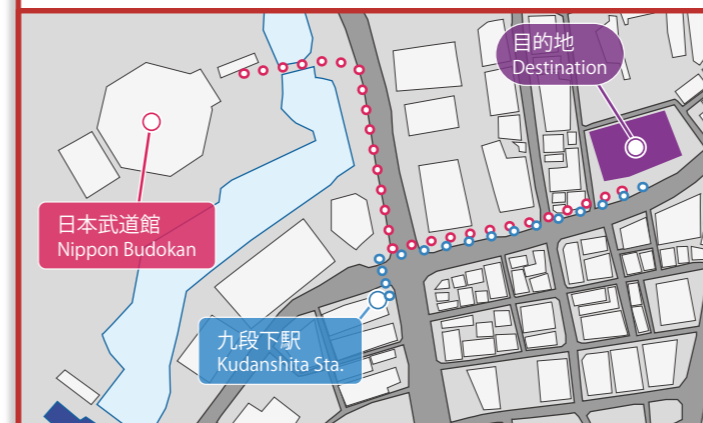 目的地
Destination
日本武道館
Nippon Budokan
九段下駅
Kudanshita Sta.